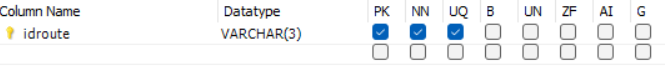 Column Name Datatype PK NN UQ B UN ZF AI G
idroute VARCHAR(3)